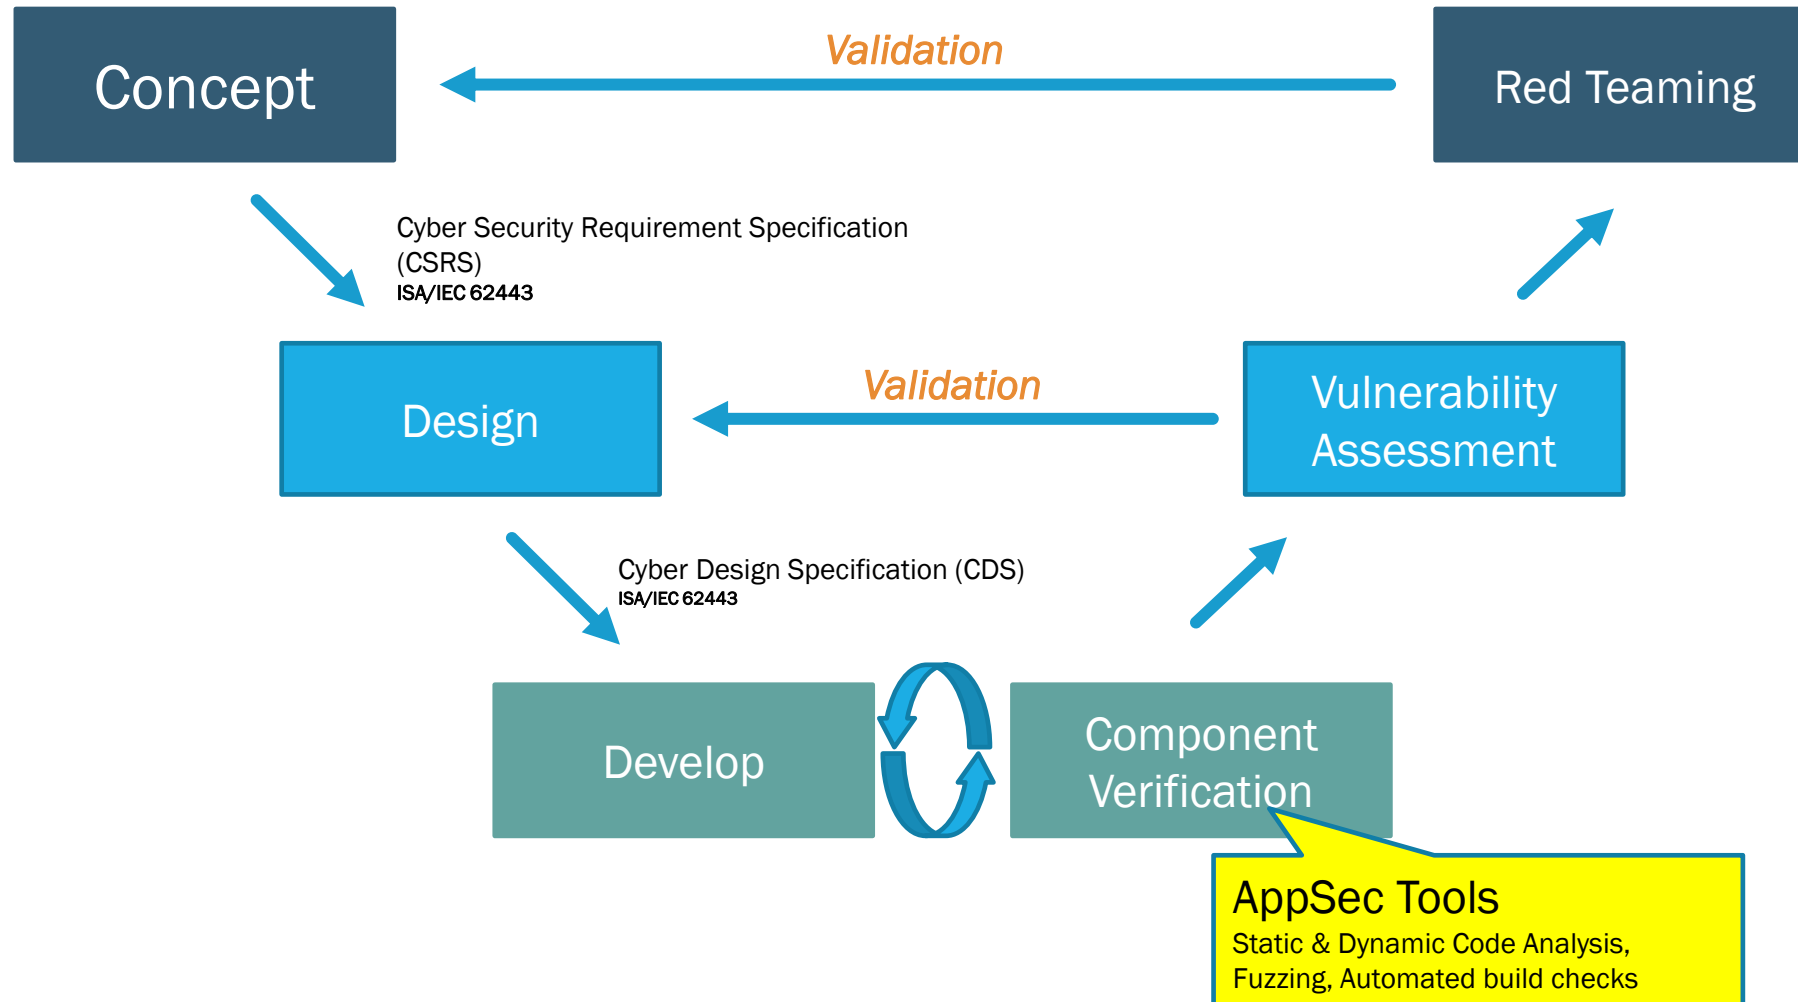 Concept
Validation
Red Teaming
Cyber Security Requirement Specification
(CSRS)
ISA/IEC 62443
Design
Validation
Vulnerability
Assessment
Cyber Design Specification (CDS)
ISA/IEC 62443
Develop
Component
Verification
AppSec Tools
Static & Dynamic Code Analysis,
Fuzzing, Automated build checks